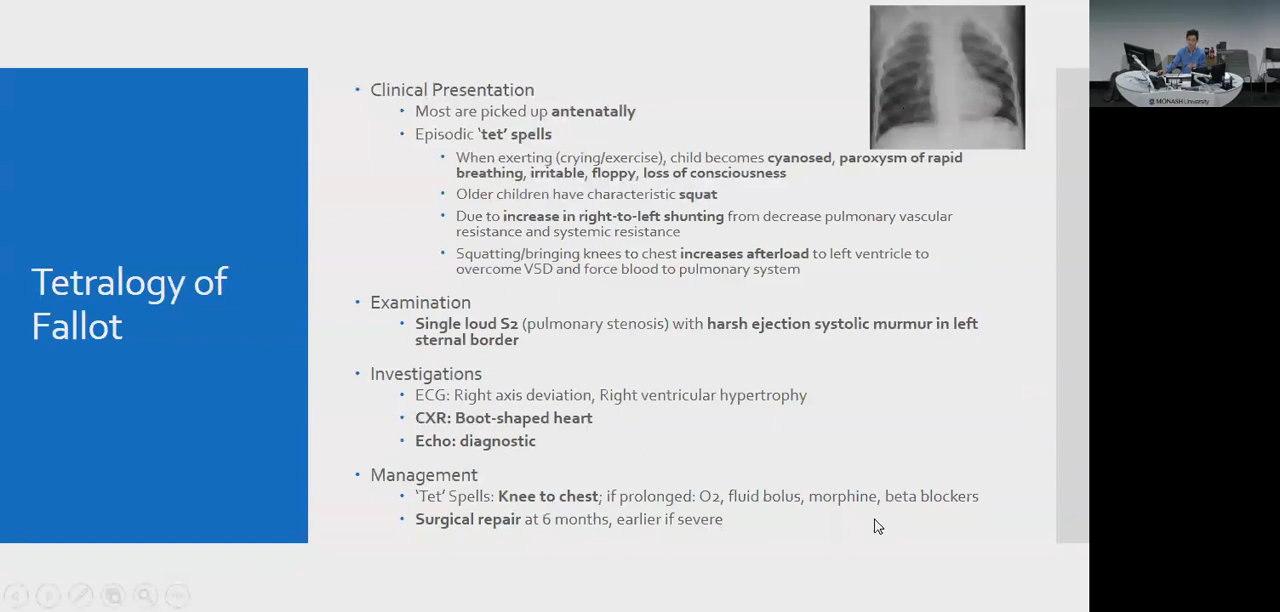 Tetralogy of
Fallot
• Clinical Presentation
• Most are picked up antenatally
• Episodic 'tet' spells
• When exerting (crying/exercise), child becomes cyanosed, paroxysm of rapid
breathing, irritable, floppy, loss of consciousness
• Older children have characteristic squat
• Due to increase in right-to-left shunting from decrease pulmonary vascular
resistance and systemic resistance
• Squatting/bringing knees to chest increases afterload to left ventricle to
overcome VSD and force blood to pulmonary system
• Examination
• Single loud S2 (pulmonary stenosis) with harsh ejection systolic murmur in left
sternal border
• Investigations
• ECG: Right axis deviation, Right ventricular hypertrophy
• CXR: Boot-shaped heart
• Echo: diagnostic
• Management
• 'Tet' Spells: Knee to chest; if prolonged: O2, fluid bolus, morphine, beta blockers
• Surgical repair at 6 months, earlier if severe
MONASH University